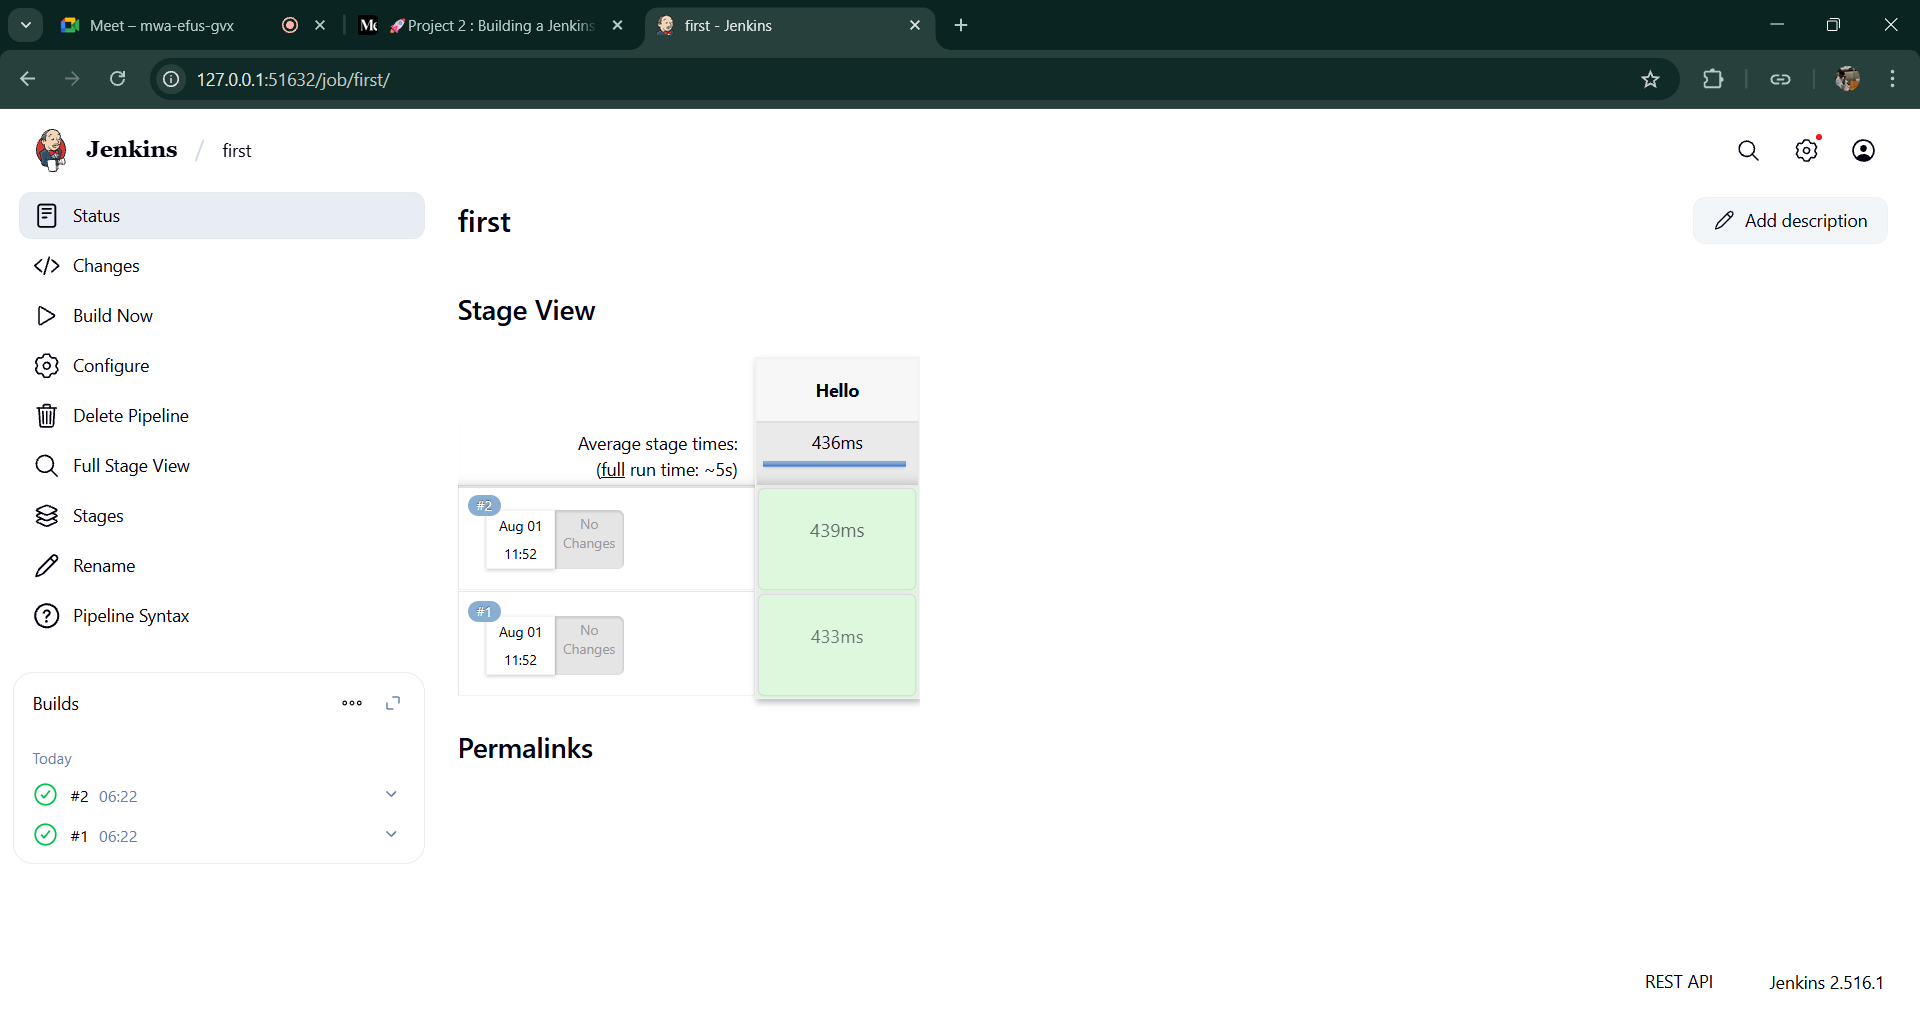 Meet – mwa-efus-gvx
🚀Project 2 : Building a Jenkins
first - Jenkins
127.0.0.1:51632/job/first/
Jenkins / first
Status
Changes
Build Now
Configure
Delete Pipeline
Full Stage View
Stages
Rename
Pipeline Syntax
Builds
Today
#2 06:22
#1 06:22
first
Add description
Stage View
Hello
Average stage times:
(full run time: ~5s)
436ms
#2
Aug 01
11:52
No
Changes
439ms
#1
Aug 01
11:52
No
Changes
433ms
Permalinks
REST API
Jenkins 2.516.1